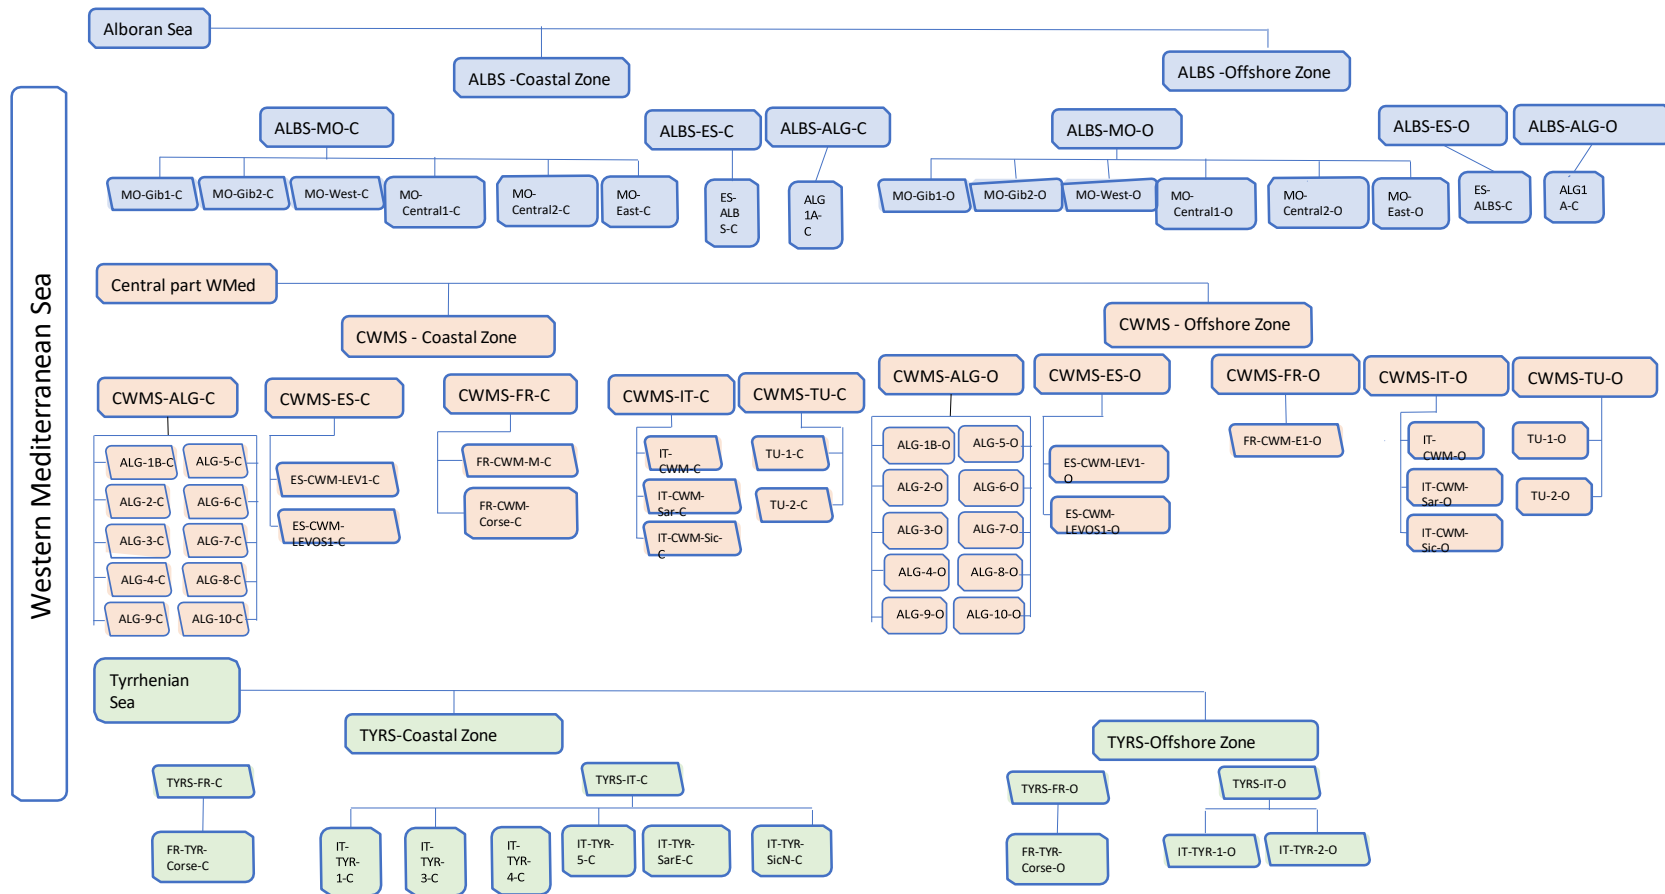 Western Mediterranean Sea
Alboran Sea
ALBS -Coastal Zone
ALBS -Offshore Zone
ALBS-MO-C
ALBS-ES-C
ALBS-ALG-C
ALBS-MO-O
ALBS-ES-O
ALBS-ALG-O
MO-Gib1-C
MO-Gib2-C
MO-West-C
MO-
Central1-C
MO-
Central2-C
MO-
East-C
ES-
ALB
S-C
ALG
1A-
C
MO-Gib1-O
MO-Gib2-O
MO-West-O
MO-
Central1-O
MO-
Central2-O
MO-
East-O
ES-
ALBS-C
ALG1
A-C
Central part WMed
CWMS - Coastal Zone
CWMS - Offshore Zone
CWMS-ALG-C
CWMS-ES-C
CWMS-FR-C
CWMS-IT-C
CWMS-TU-C
CWMS-ALG-O
CWMS-ES-O
CWMS-FR-O
CWMS-IT-O
CWMS-TU-O
ALG-1B-C
ALG-5-C
ALG-2-C
ALG-6-C
ALG-3-C
ALG-7-C
ALG-4-C
ALG-8-C
ALG-9-C
ALG-10-C
ES-CWM-LEV1-C
ES-CWM-
LEVOS1-C
FR-CWM-M-C
FR-CWM-
Corse-C
IT-
CWM-C
IT-CWM-
Sar-C
IT-CWM-Sic-
C
TU-1-C
TU-2-C
ALG-1B-O
ALG-5-O
ALG-2-O
ALG-6-O
ALG-3-O
ALG-7-O
ALG-4-O
ALG-8-O
ALG-9-O
ALG-10-O
ES-CWM-LEV1-
O
ES-CWM-
LEVOS1-O
FR-CWM-E1-O
IT-
CWM-O
IT-CWM-
Sar-O
IT-CWM-
Sic-O
TU-1-O
TU-2-O
Tyrrhenian
Sea
TYRS-Coastal Zone
TYRS-Offshore Zone
TYRS-FR-C
TYRS-IT-C
TYRS-FR-O
TYRS-IT-O
FR-TYR-
Corse-C
IT-
TYR-
1-C
IT-
TYR-
3-C
IT-
TYR-
4-C
IT-TYR-
5-C
IT-TYR-
SarE-C
IT-TYR-
SicN-C
FR-TYR-
Corse-O
IT-TYR-1-O
IT-TYR-2-O